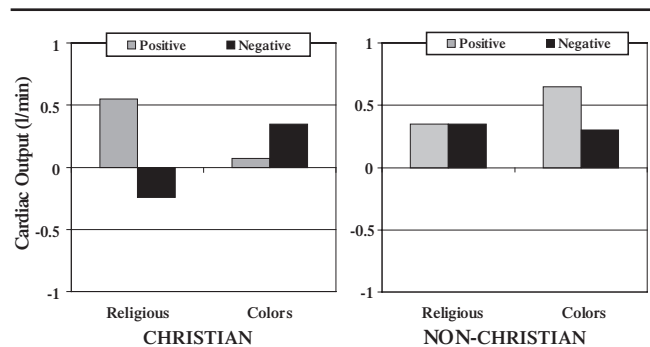 Cardiac Output (l/min)
Positive Negative
1
0.5
0
-0.5
-1
Religious Colors
CHRISTIAN
Positive Negative
1
0.5
0
-0.5
-1
Religious Colors
NON-CHRISTIAN